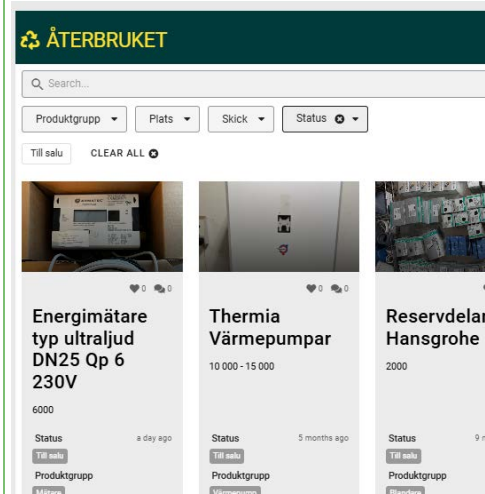 ÅTERBRUKET
Search...
Produktgrupp
Plats
Skick
Status
Till salu
CLEAR ALL
0 0
Energimätare
typ ultraljud
DN25 Qp 6
230V
6000
Status a day ago
Till salu
Produktgrupp
Mätare
0 0
Thermia
Värmepumpar
10 000 - 15 000
Status 5 months ago
Till salu
Produktgrupp
Värmepump
Reservdelar
Hansgrohe
2000
Status 9
Till salu
Produktgrupp
Blandare